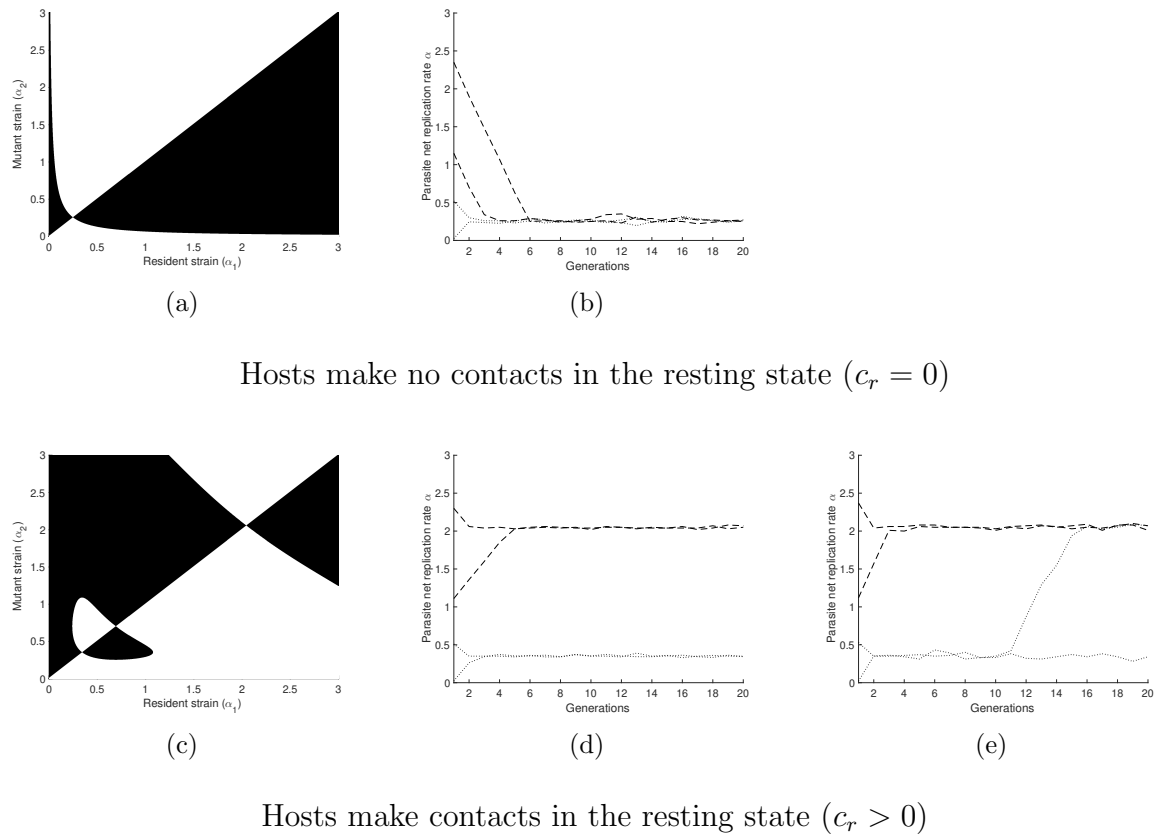 3
2.5
2
1.5
1
0.5
0
Mutant strain (α₂)
0 0.5 1 1.5 2 2.5 3
Resident strain (α₁)
(a)
3
2.5
2
1.5
1
0.5
0
Parasite net replication rate α
2 4 6 8 10 12 14 16 18 20
Generations
(b)
Hosts make no contacts in the resting state (cᵣ = 0)
3
2.5
2
1.5
1
0.5
0
Mutant strain (α₂)
0 0.5 1 1.5 2 2.5 3
Resident strain (α₁)
(c)
3
2.5
2
1.5
1
0.5
0
Parasite net replication rate α
2 4 6 8 10 12 14 16 18 20
Generations
(d)
3
2.5
2
1.5
1
0.5
0
Parasite net replication rate α
2 4 6 8 10 12 14 16 18 20
Generations
(e)
Hosts make contacts in the resting state (cᵣ > 0)